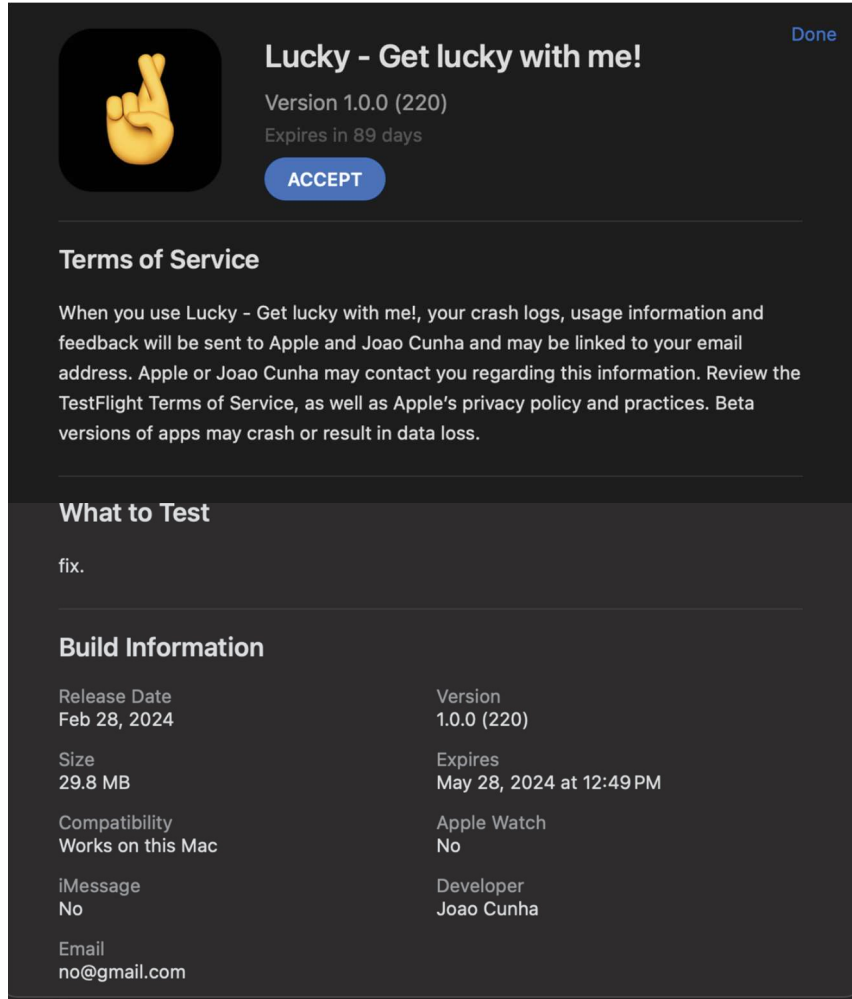 Done
Lucky - Get lucky with me!
Version 1.0.0 (220)
Expires in 89 days
ACCEPT
Terms of Service
When you use Lucky - Get lucky with me!, your crash logs, usage information and
feedback will be sent to Apple and Joao Cunha and may be linked to your email
address. Apple or Joao Cunha may contact you regarding this information. Review the
TestFlight Terms of Service, as well as Apple's privacy policy and practices. Beta
versions of apps may crash or result in data loss.
What to Test
fix.
Build Information
Release Date
Feb 28, 2024
Version
1.0.0 (220)
Size
29.8 MB
Expires
May 28, 2024 at 12:49 PM
Compatibility
Works on this Mac
Apple Watch
No
iMessage
No
Developer
Joao Cunha
Email
no@gmail.com